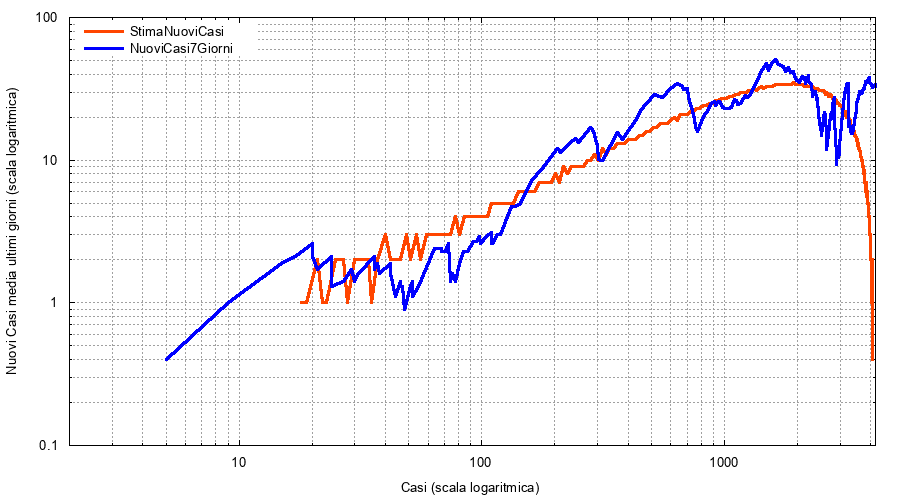 100
StimaNuoviCasi
NuoviCasi7Giorni
Nuovi Casi media ultimi giorni (scala logaritmica)
10
1
0.1
10 100 1000
Casi (scala logaritmica)